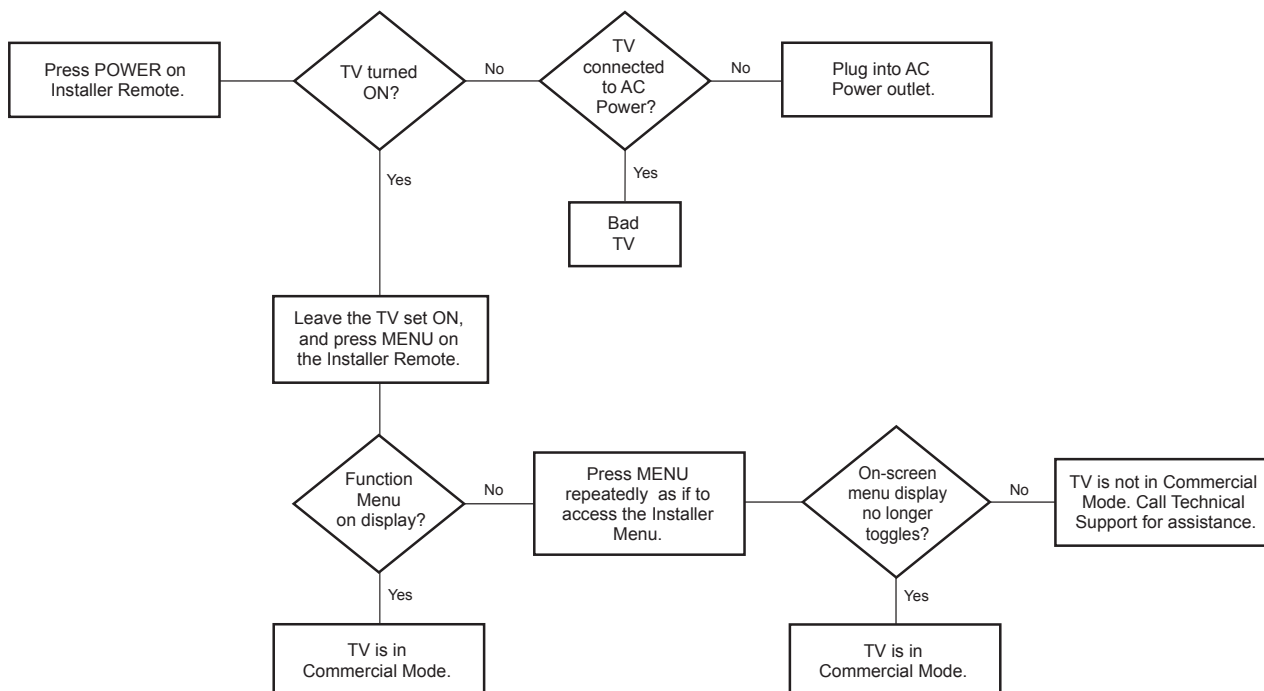 Press POWER on
Installer Remote.
TV turned
ON?
No
TV
connected
to AC
Power?
No
Plug into AC
Power outlet.
Yes
Yes
Bad
TV
Leave the TV set ON,
and press MENU on
the Installer Remote.
Function
Menu
on display?
No
Press MENU
repeatedly as if to
access the Installer
Menu.
On-screen
menu display
no longer
toggles?
No
TV is not in Commercial
Mode. Call Technical
Support for assistance.
Yes
Yes
TV is in
Commercial Mode.
TV is in
Commercial Mode.